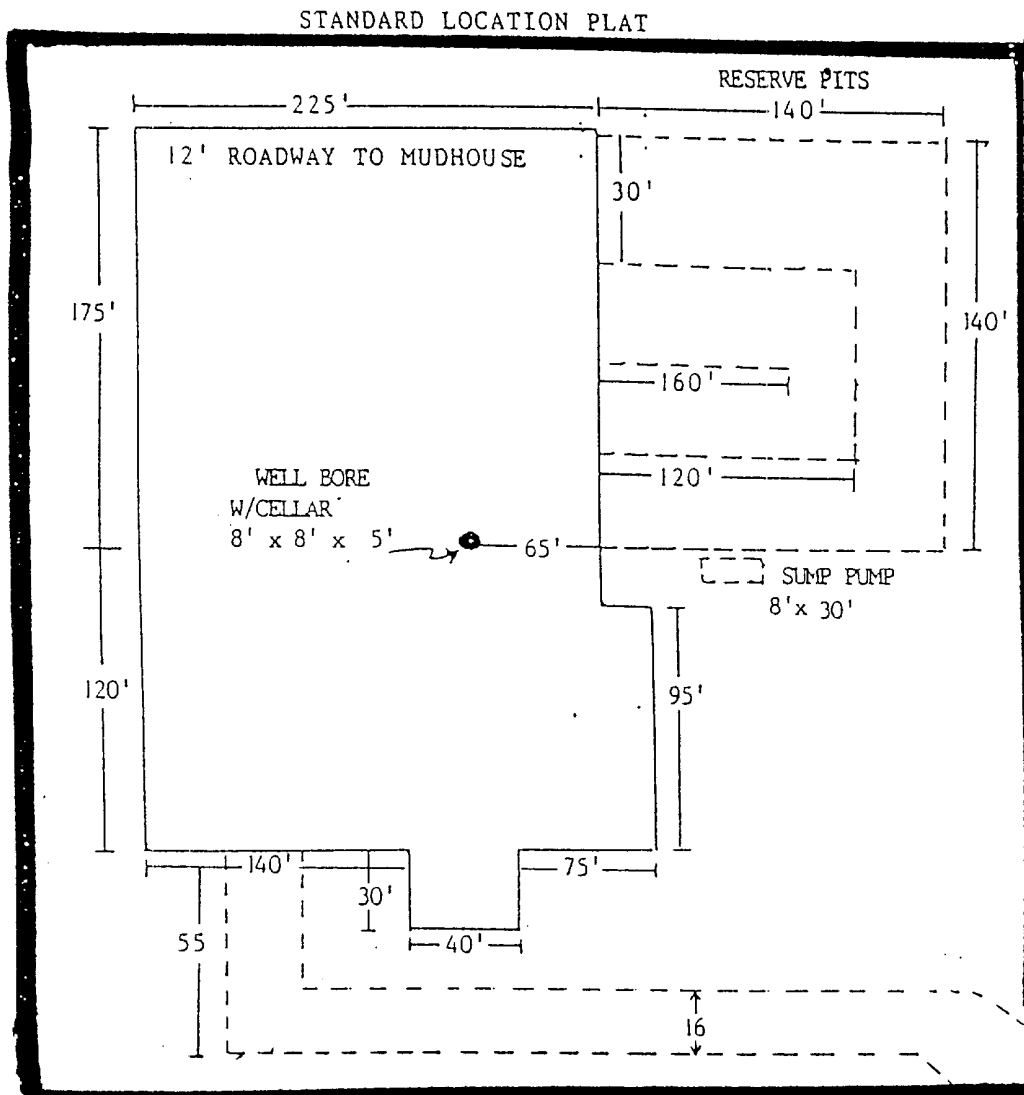 STANDARD LOCATION PLAT
RESERVE PITS
225'
140'
12' ROADWAY TO MUDHOUSE
30'
175'
140'
160'
WELL BORE
W/CELLAR
120'
8' x 8' x 5'
65'
SUMP PUMP
8'x 30'
120'
95'
140'
75'
30'
55
40'
16